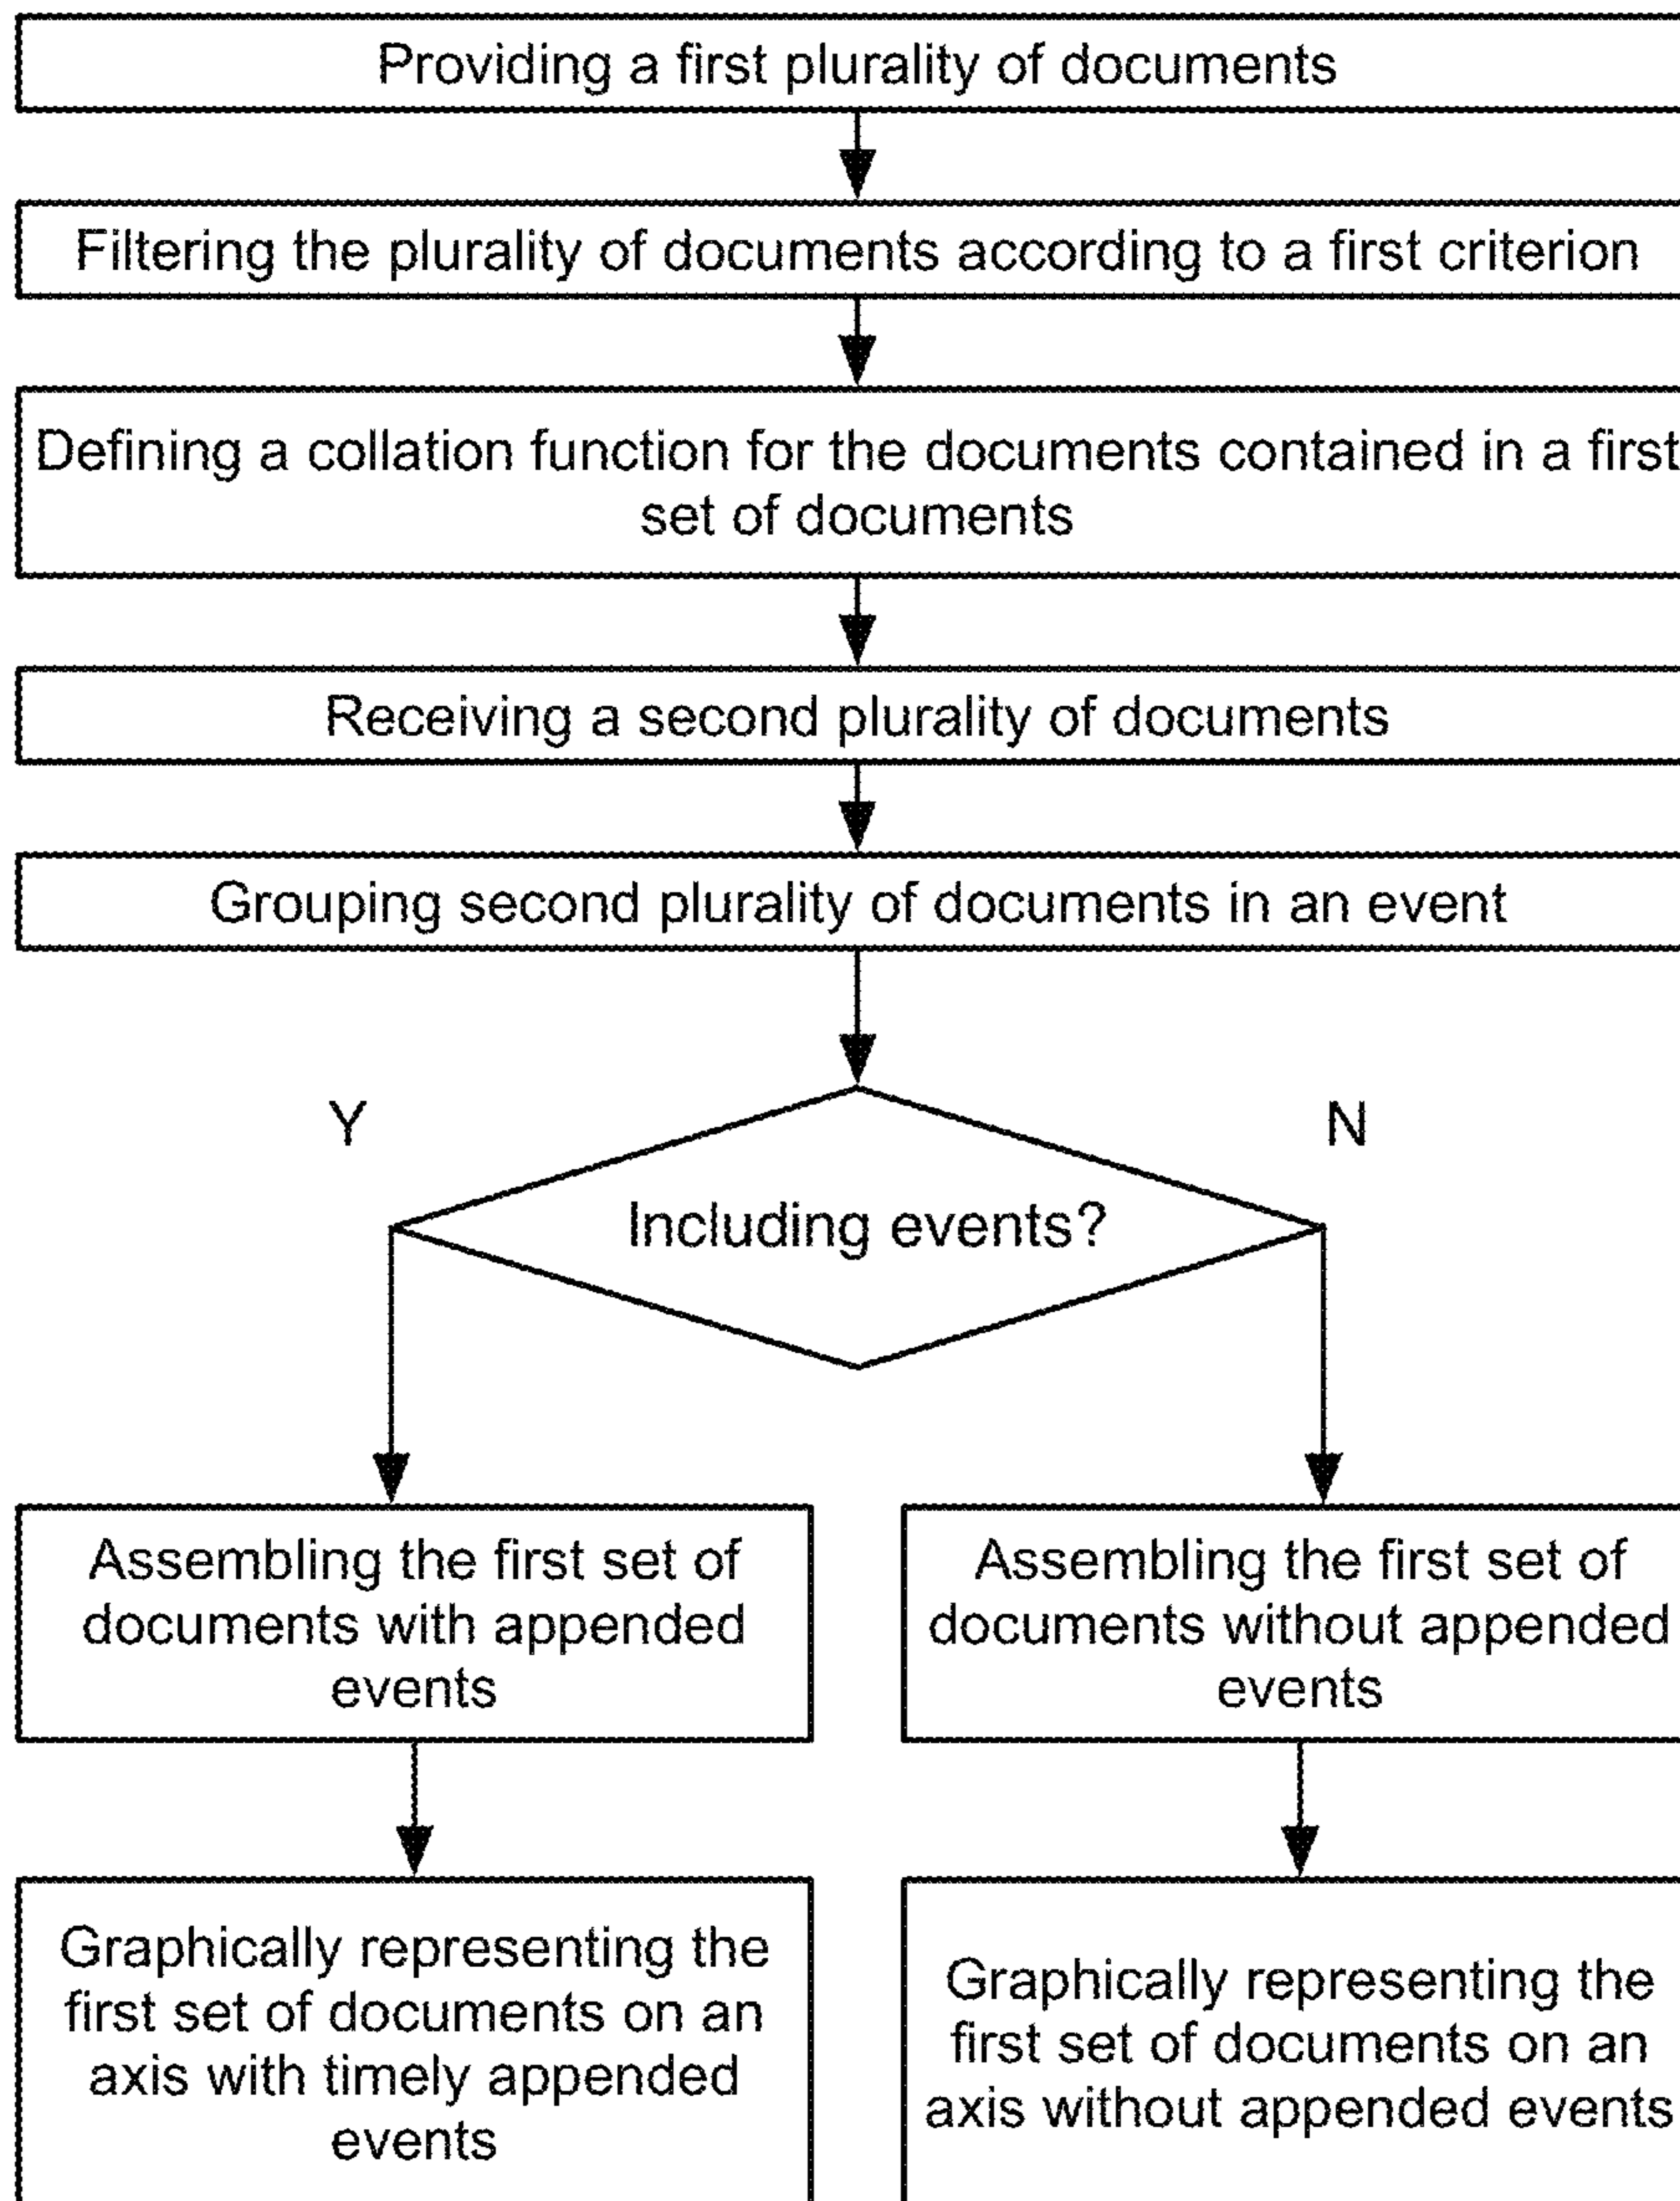 Providing a first plurality of documents
Filtering the plurality of documents according to a first criterion
Defining a collation function for the documents contained in a first
set of documents
Receiving a second plurality of documents
Grouping second plurality of documents in an event
Y
N
Including events?
Assembling the first set of
documents with appended
events
Assembling the first set of
documents without appended
events
Graphically representing the
first set of documents on an
axis with timely appended
events
Graphically representing the
first set of documents on an
axis without appended events